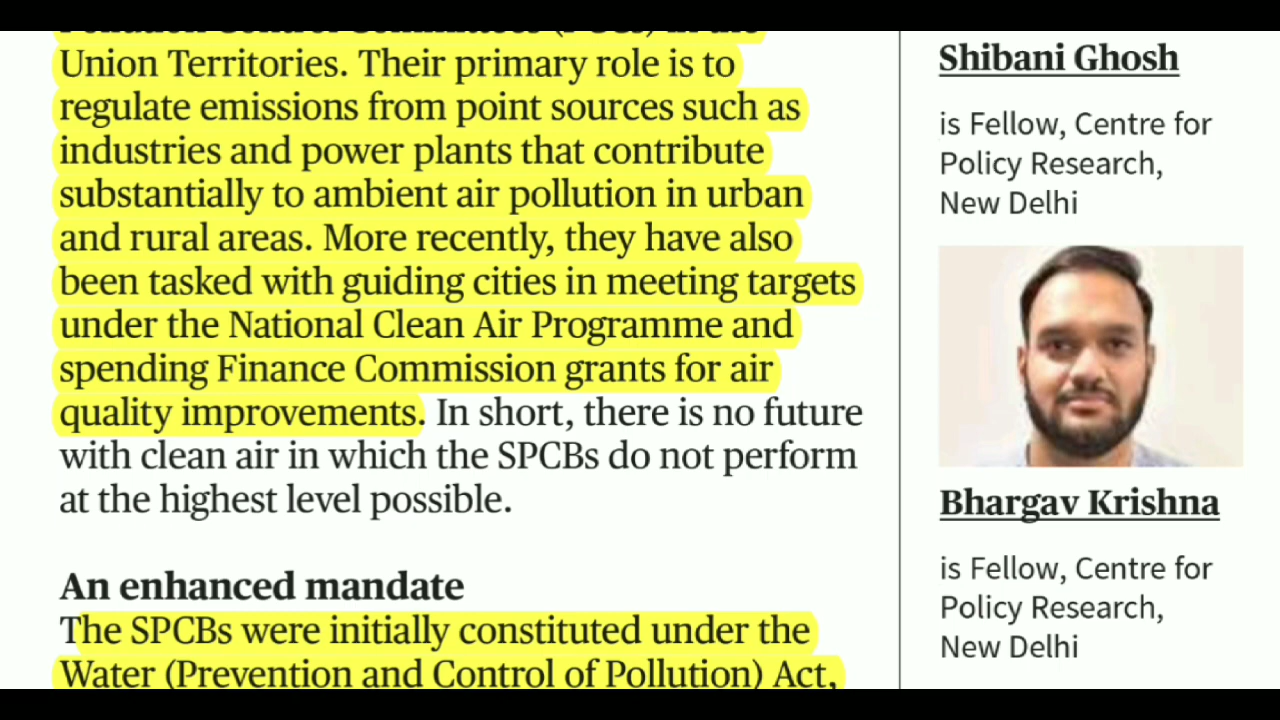 Union Territories. Their primary role is to
regulate emissions from point sources such as
industries and power plants that contribute
substantially to ambient air pollution in urban
and rural areas. More recently, they have also
been tasked with guiding cities in meeting targets
under the National Clean Air Programme and
spending Finance Commission grants for air
quality improvements. In short, there is no future
with clean air in which the SPCBs do not perform
at the highest level possible.
An enhanced mandate
The SPCBs were initially constituted under the
Water (Prevention and Control of Pollution) Act,
Shibani Ghosh
is Fellow, Centre for
Policy Research,
New Delhi
Bhargav Krishna
is Fellow, Centre for
Policy Research,
New Delhi